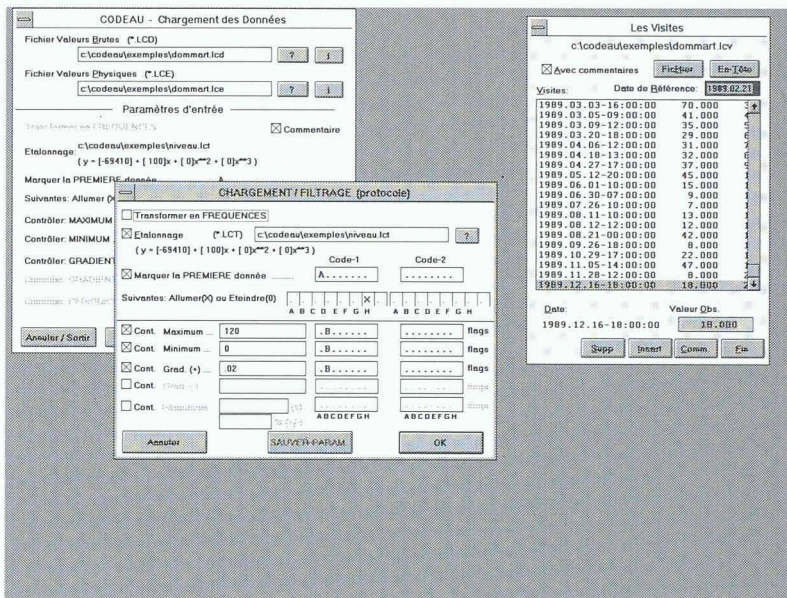 CODEAU - Chargement des Données
Fichier Valeurs Brutes (*.LCD)
c:\codeau\exemples\dommart.lcd
?
i
Fichier Valeurs Physiques (*.LCE)
c:\codeau\exemples\dommart.lce
?
i
Paramètres d'entrée
Transformer en FREQUENCES
Commentaire
Etalonnage: c:\codeau\exemples\niveau.lct
( y = [-69410] + [ 100]x + [ 0]x**2 + [ 0]x**3 )
Marquer la PREMIERE donnée
A
Suivantes: Allumer (X)
Contrôler: MAXIMUM
Contrôler: MINIMUM
Contrôler: GRADIENT
Annuler / Sortir
CHARGEMENT / FILTRAGE {protocole}
Transformer en FREQUENCES
Etalonnage (*.LCT) c:\codeau\exemples\niveau.lct
?
( y = [-69410] + [ 100]x + [ 0]x**2 + [ 0]x**3 )
Code-1 Code-2
Marquer la PREMIERE donnée
A....... ........
Suivantes: Allumer(X) ou Eteindre(0)
X
A B C D E F G H A B C D E F G H
Cont. Maximum ... 120 .B...... ........ flags
Cont. Minimum ... 0 .B...... ........ flags
Cont. Grad. (+) ... .02 .B...... ........ flags
Cont.
Cont.
ABCDEFGH ABCDEFGH
Annuler
SAUVER-PARAM
OK
Les Visites
c:\codeau\exemples\dommart.lcv
Avec commentaires
Fichier
En-Tête
Visites: Date de Référence: 1989.02.21
1989.03.03-16:00:00 70.000
1989.03.05-09:00:00 41.000
1989.03.09-12:00:00 35.000
1989.03.20-18:00:00 29.000
1989.04.06-12:00:00 31.000
1989.04.18-13:00:00 32.000
1989.04.27-17:00:00 37.000
1989.05.12-20:00:00 45.000
1989.06.01-10:00:00 15.000
1989.06.30-07:00:00 9.000
1989.07.26-10:00:00 7.000
1989.08.11-10:00:00 13.000
1989.08.12-12:00:00 12.000
1989.08.21-00:00:00 42.000
1989.09.26-18:00:00 8.000
1989.10.29-17:00:00 22.000
1989.11.05-14:00:00 47.000
1989.11.28-12:00:00 8.000
1989.12.16-18:00:00 18.000
Date: Valeur Obs.
1989.12.16-18:00:00 18.000
Supp
Insert
Comm.
Fin